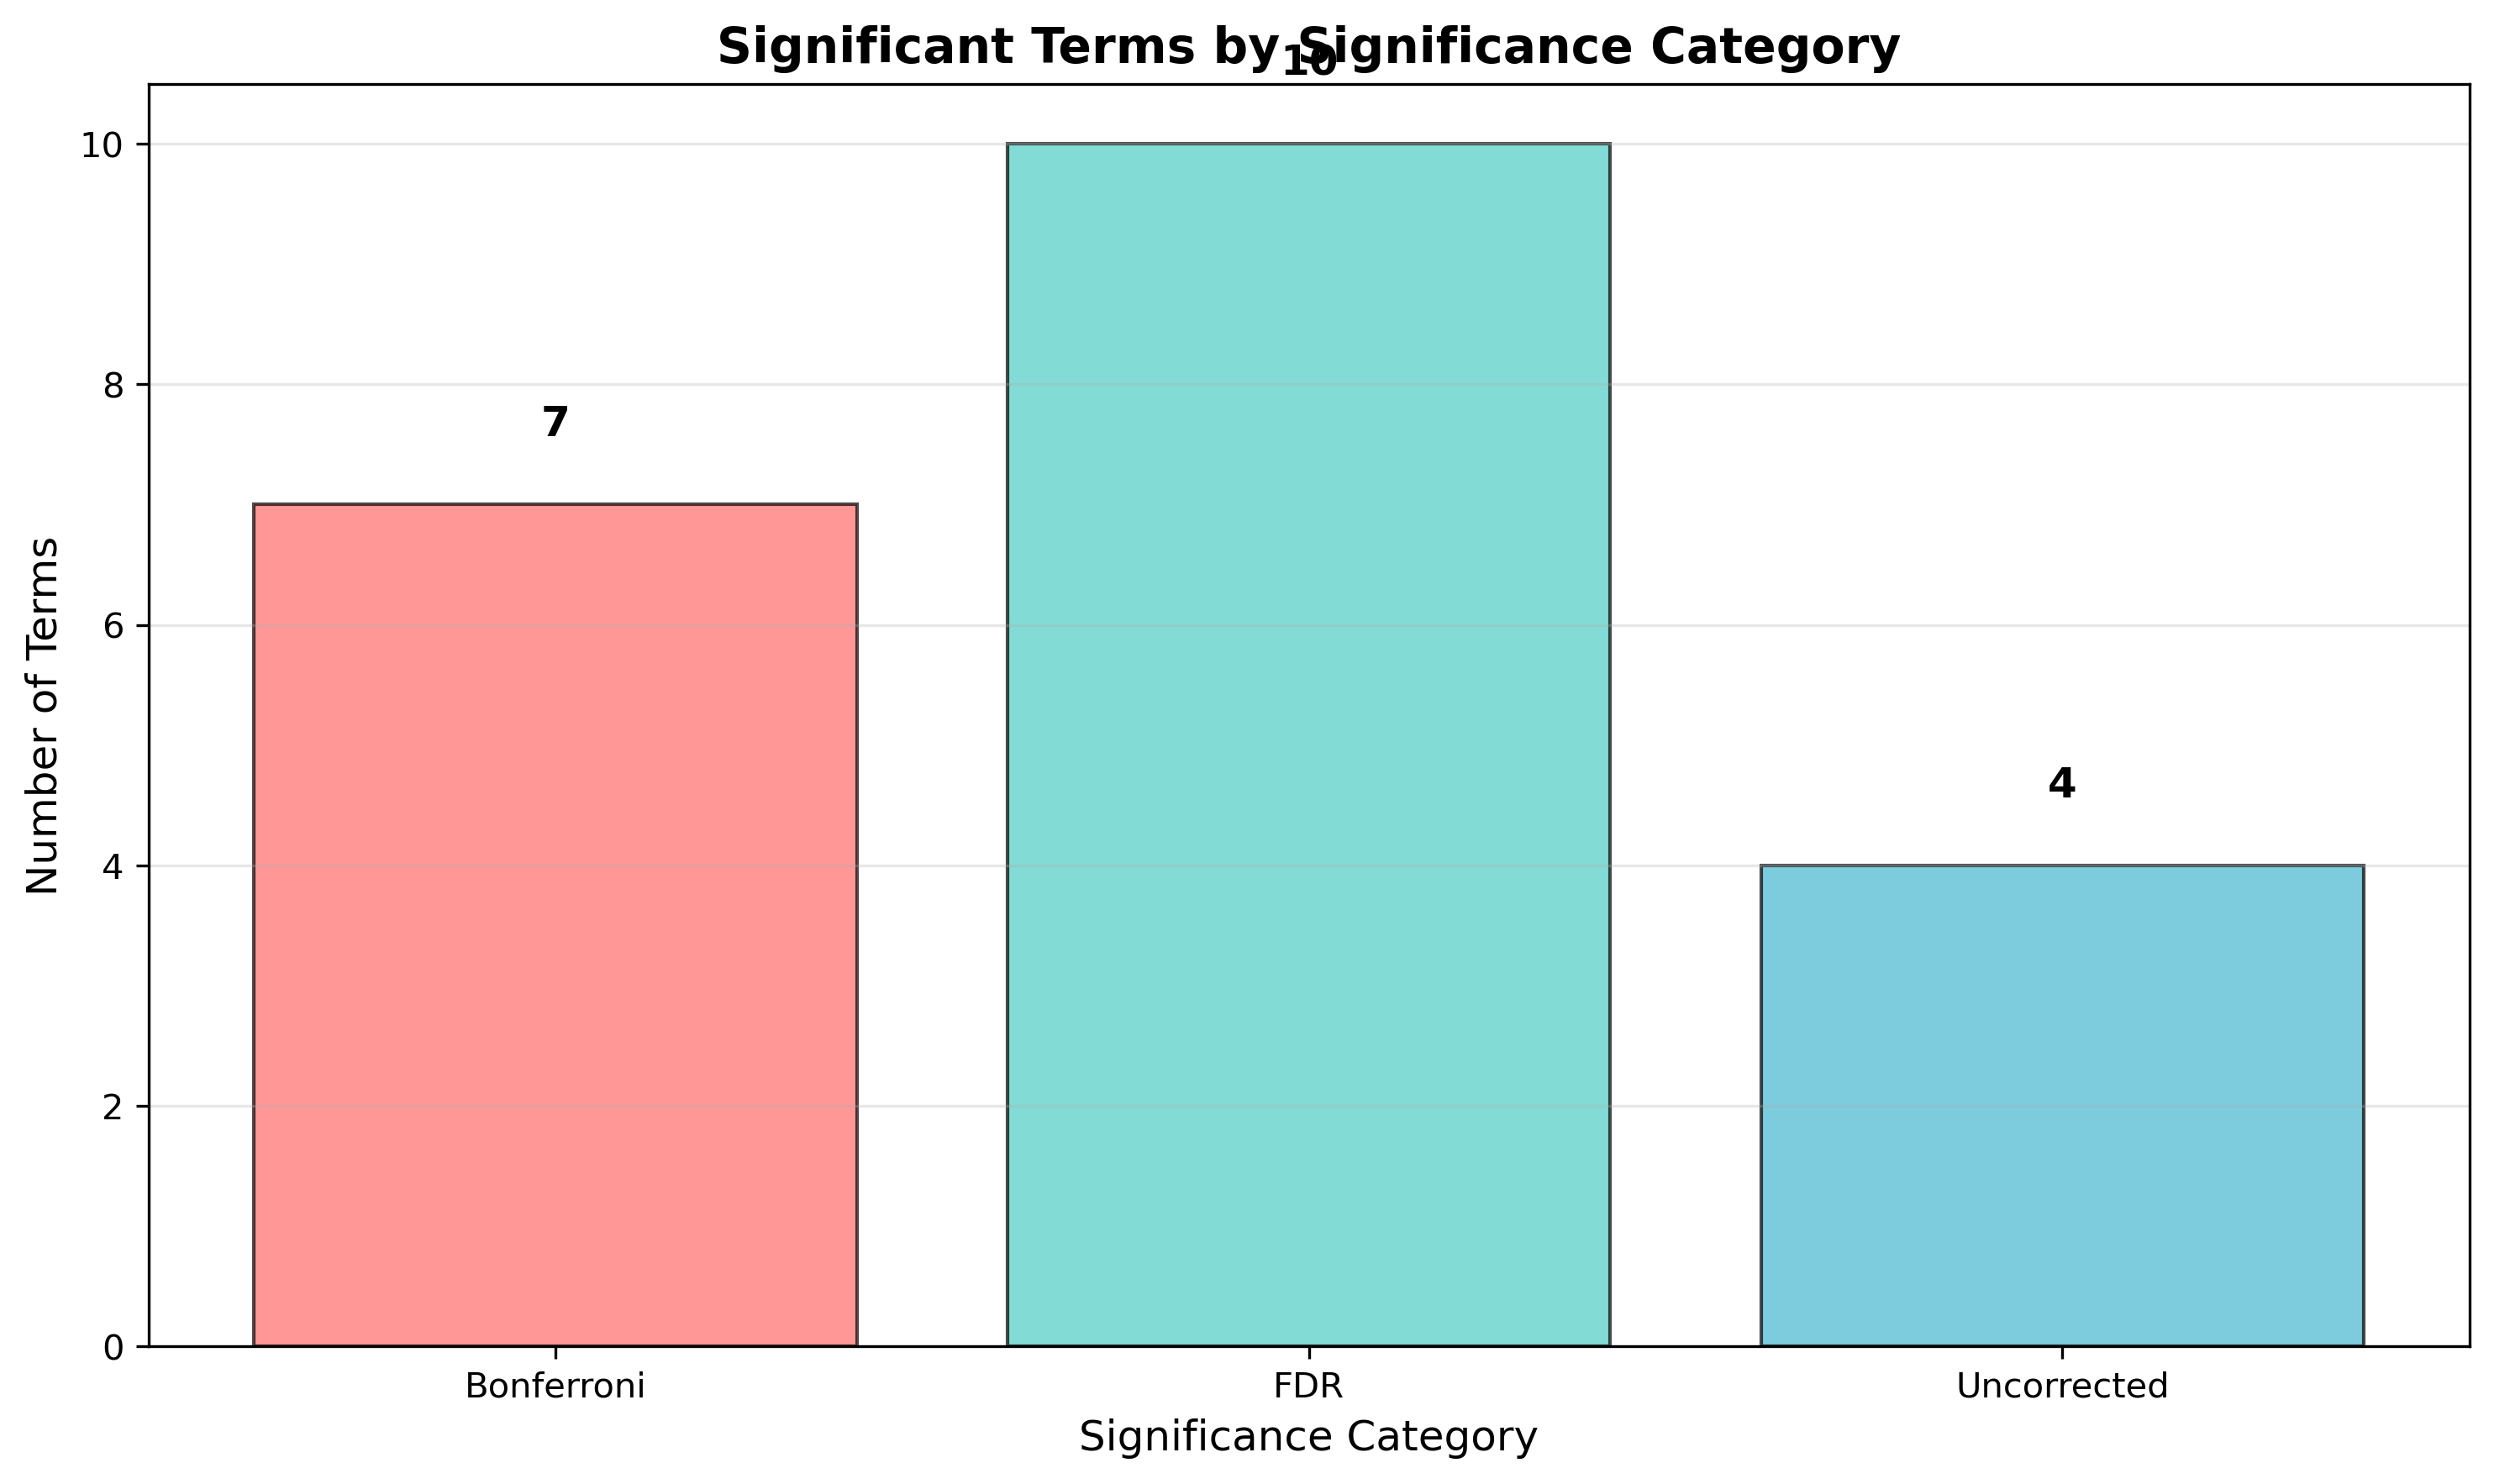 Significant Terms by Significance Category
10
10
8
6
4
2
0
Number of Terms
7
4
Bonferroni
FDR
Uncorrected
Significance Category